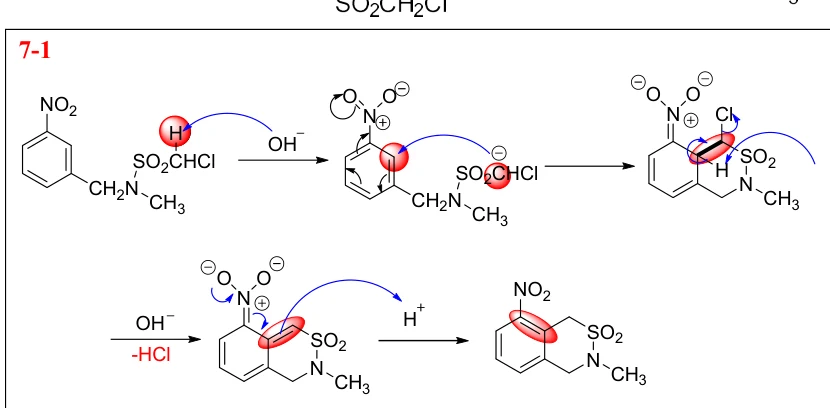 SO₂CH₂Cl
7-1
NO₂
H
SO₂CHCl
CH₂N
CH₃
OH⁻
O O⁻
N⁺
SO₂CHCl
CH₂N
CH₃
⁻O O⁻
N⁺
Cl
H
SO₂
N
CH₃
OH⁻
-HCl
⁻O O⁻
N⁺
SO₂
N
CH₃
H⁺
NO₂
SO₂
N
CH₃